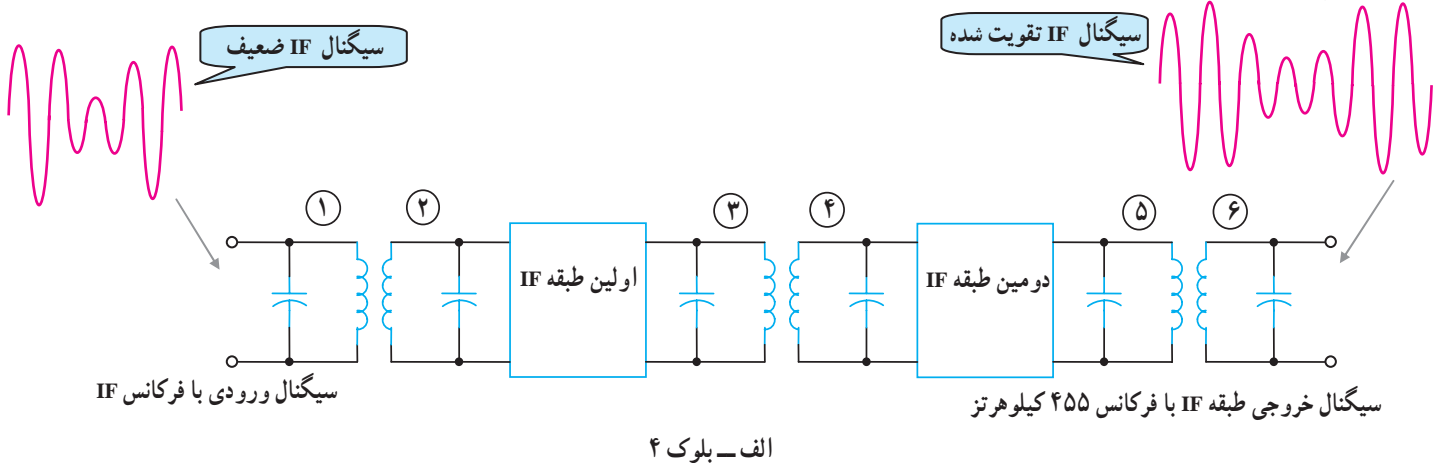 سیگنال IF تقویت شده
سیگنال IF ضعیف
۱
۲
۳
۴
۵
۶
اولین طبقه IF
دومین طبقه IF
سیگنال ورودی با فرکانس IF
سیگنال خروجی طبقه IF با فرکانس ۴۵۵ کیلوهرتز
الف ــ بلوک ۴